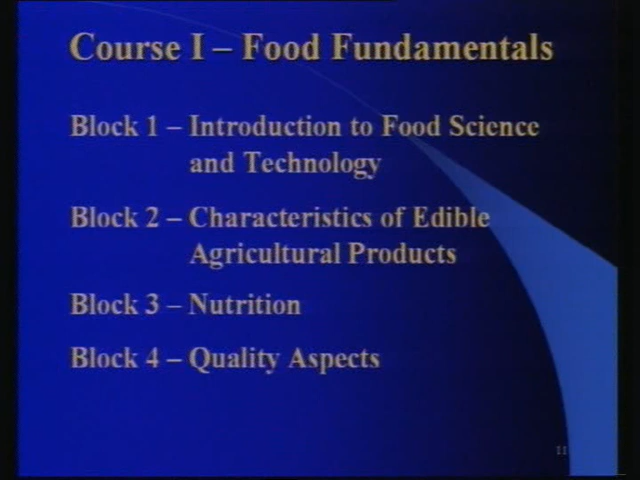 Course I – Food Fundamentals
Block 1 – Introduction to Food Science
and Technology
Block 2 – Characteristics of Edible
Agricultural Products
Block 3 – Nutrition
Block 4 – Quality Aspects
11